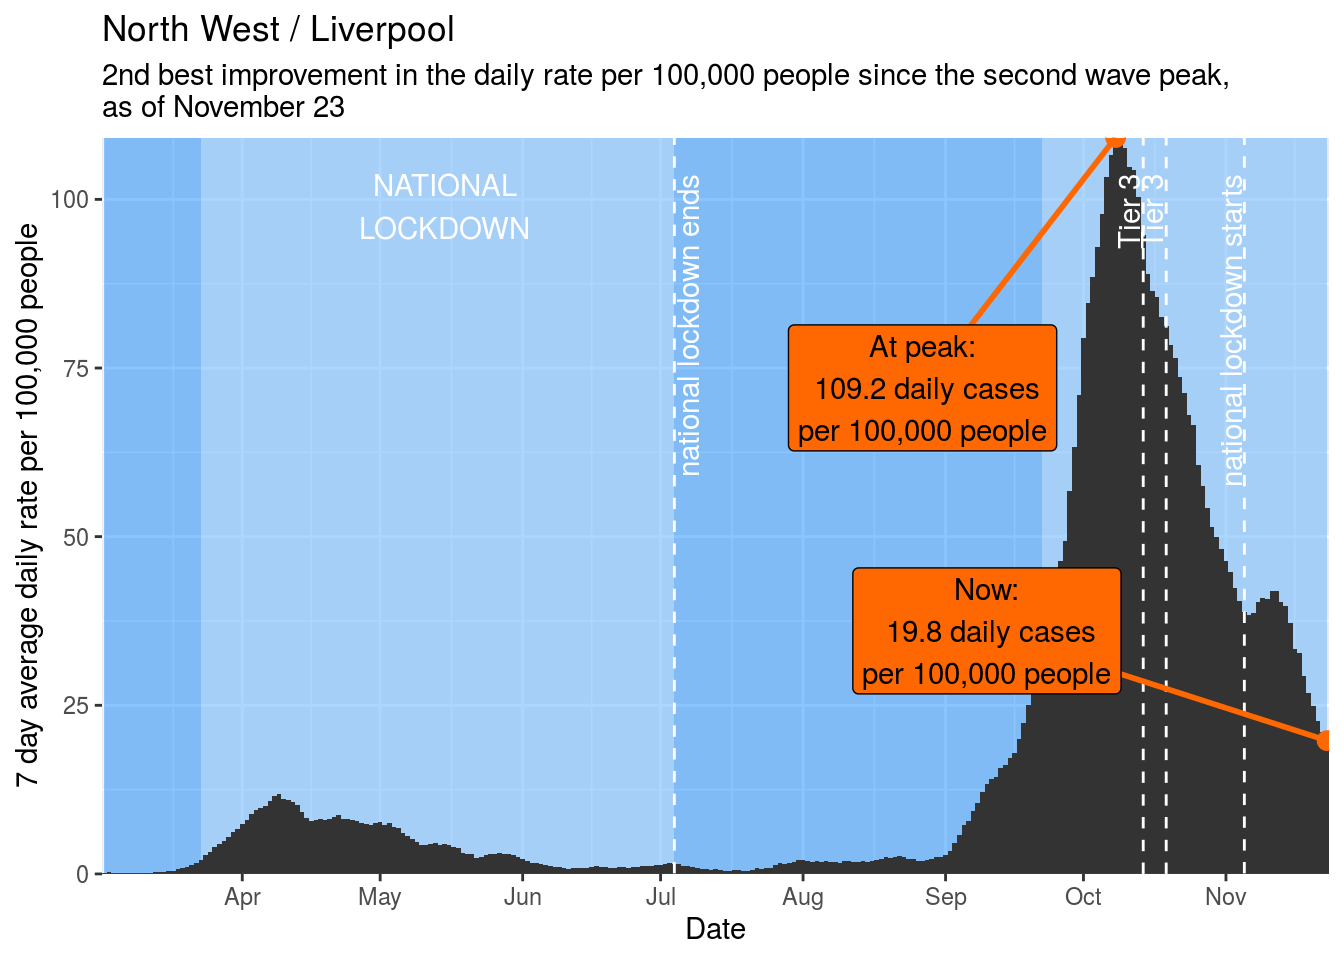 North West / Liverpool
2nd best improvement in the daily rate per 100,000 people since the second wave peak,
as of November 23
7 day average daily rate per 100,000 people
100
75
50
25
0
NATIONAL
LOCKDOWN
national lockdown ends
At peak:
109.2 daily cases
per 100,000 people
Tier 3
Tier 3
national lockdown starts
Now:
19.8 daily cases
per 100,000 people
Apr
May
Jun
Jul
Aug
Sep
Oct
Nov
Date